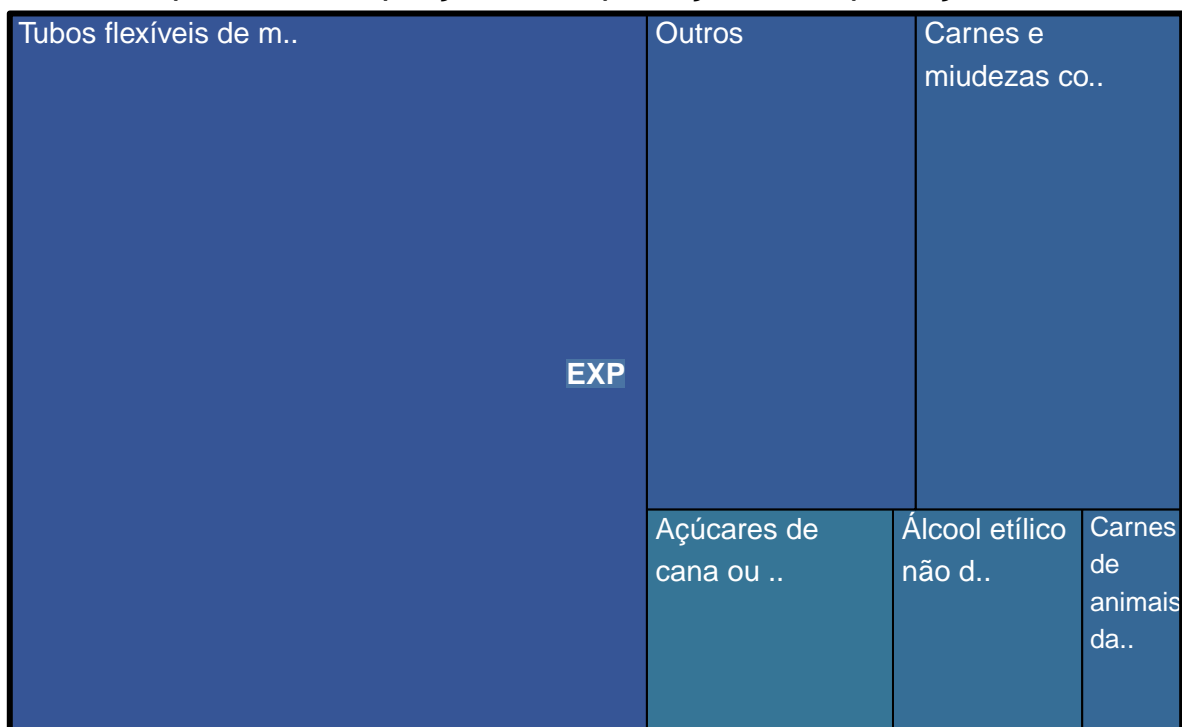 Tubos flexíveis de m..
Outros
Carnes e
miudezas co..
EXP
Açúcares de
cana ou ..
Álcool etílico
não d..
Carnes
de
animais
da..